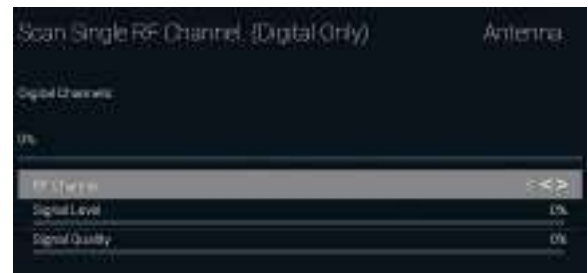 Scan Single RF Channel (Digital Only) Antenna
Digital Channels
0%
RF Channel < >
Signal Level 0%
Signal Quality 0%